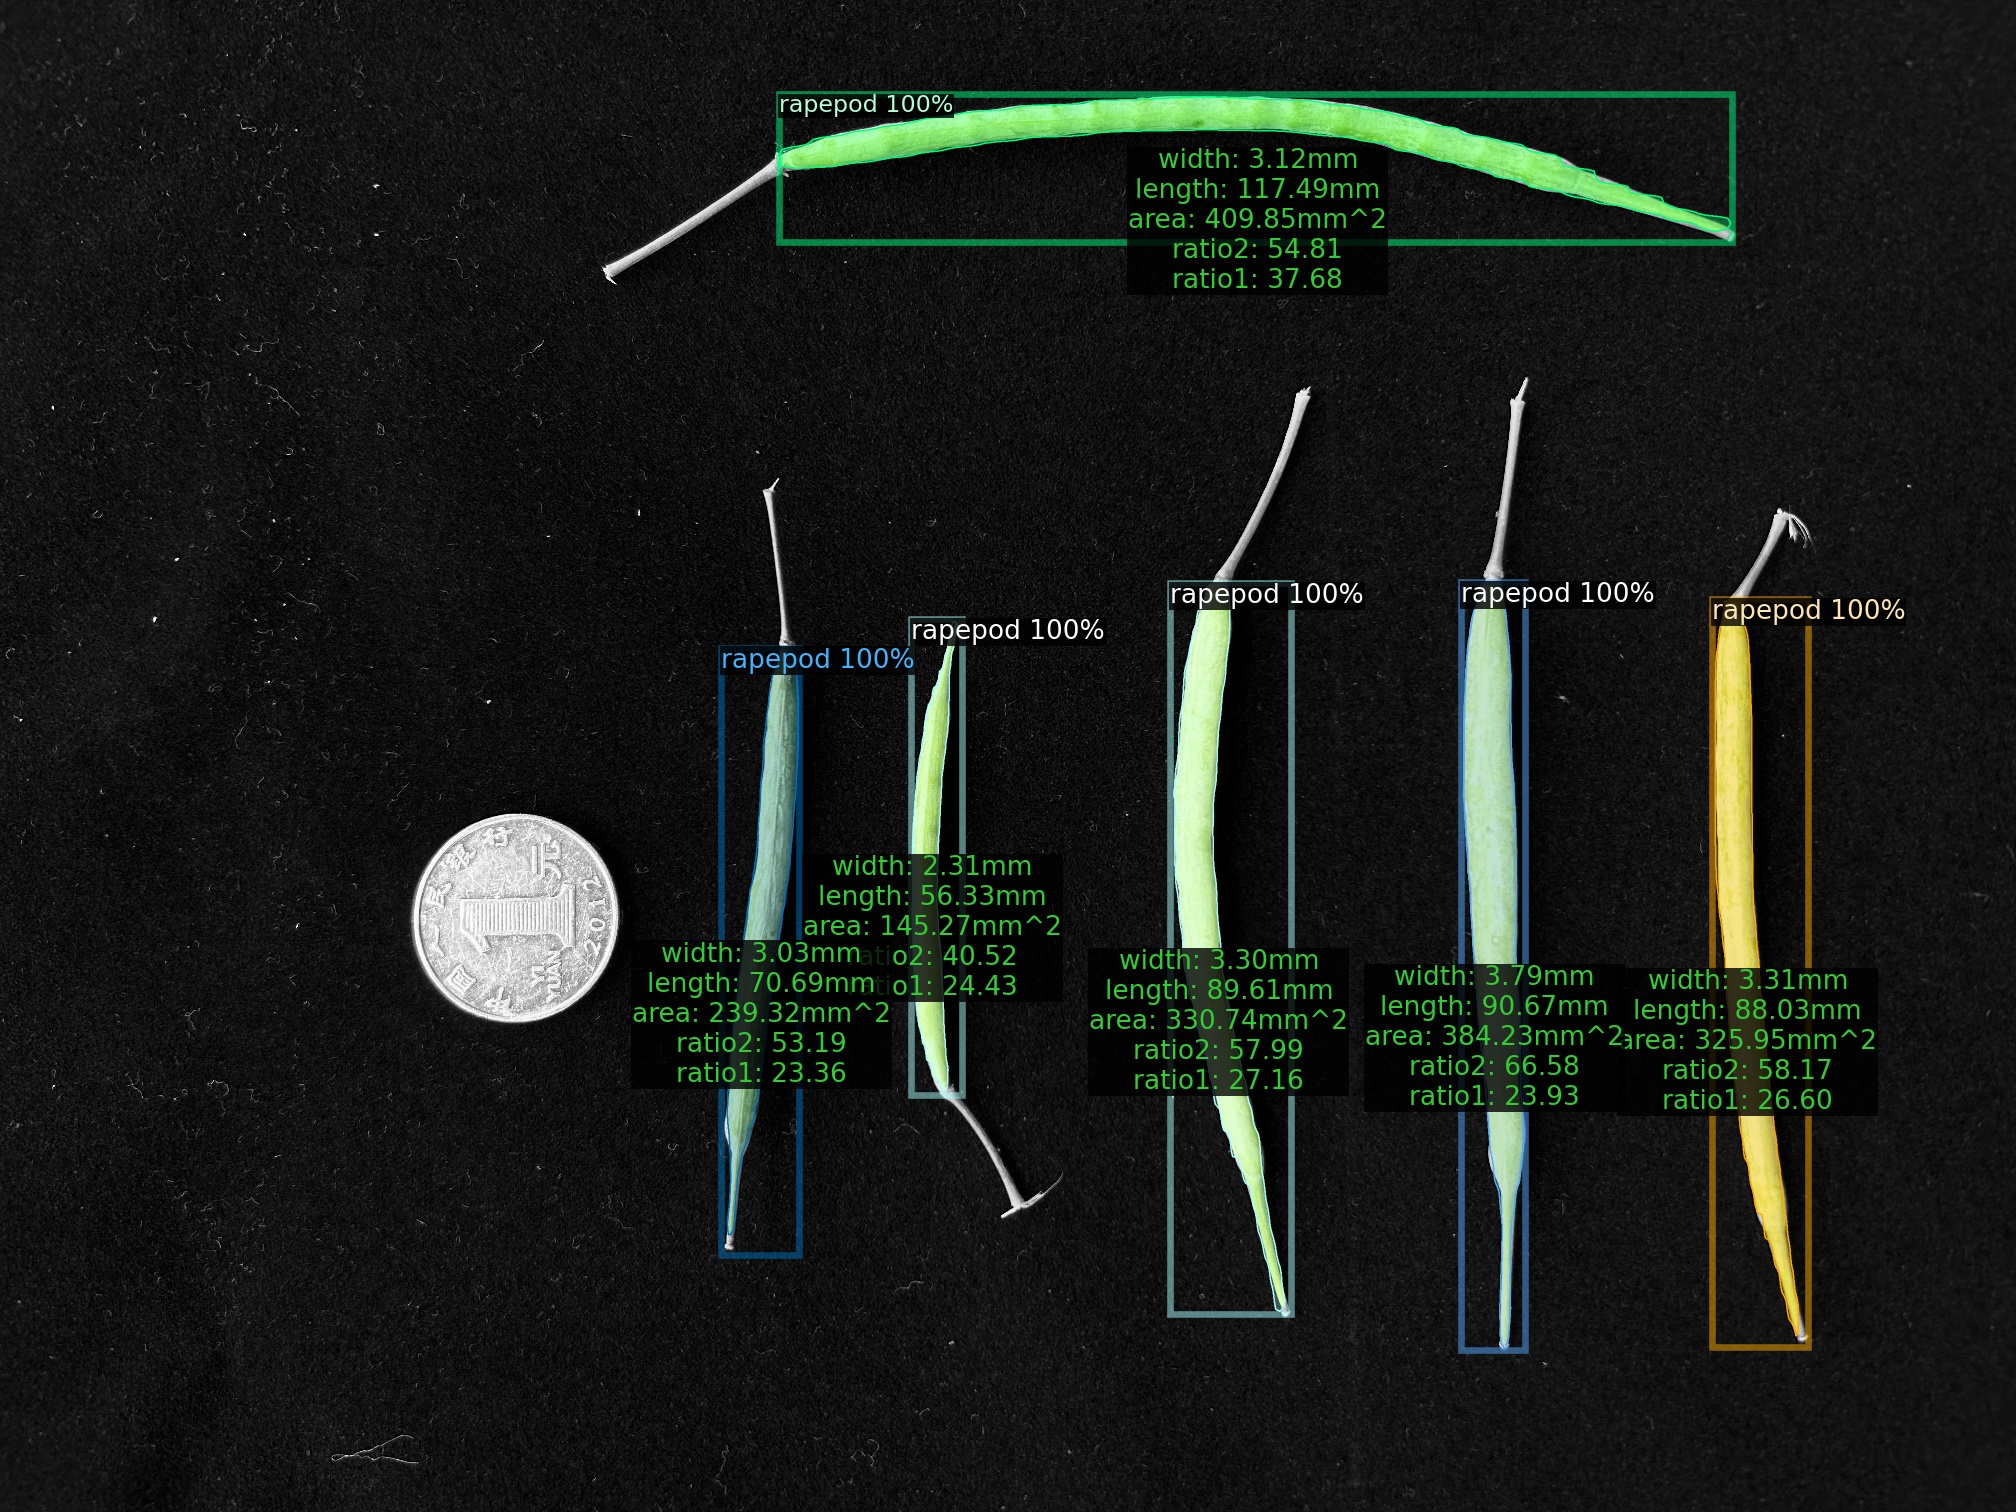 rapepod 100%
width: 3.12mm
length: 117.49mm
area: 409.85mm^2
ratio2: 54.81
ratio1: 37.68
rapepod 100%
width: 3.03mm
length: 70.69mm
area: 239.32mm^2
ratio2: 53.19
ratio1: 23.36
rapepod 100%
width: 2.31mm
length: 56.33mm
area: 145.27mm^2
ratio2: 40.52
ratio1: 24.43
rapepod 100%
width: 3.30mm
length: 89.61mm
area: 330.74mm^2
ratio2: 57.99
ratio1: 27.16
rapepod 100%
width: 3.79mm
length: 90.67mm
area: 384.23mm^2
ratio2: 66.58
ratio1: 23.93
rapepod 100%
width: 3.31mm
length: 88.03mm
area: 325.95mm^2
ratio2: 58.17
ratio1: 26.60
1
元
YI
YUAN
2012